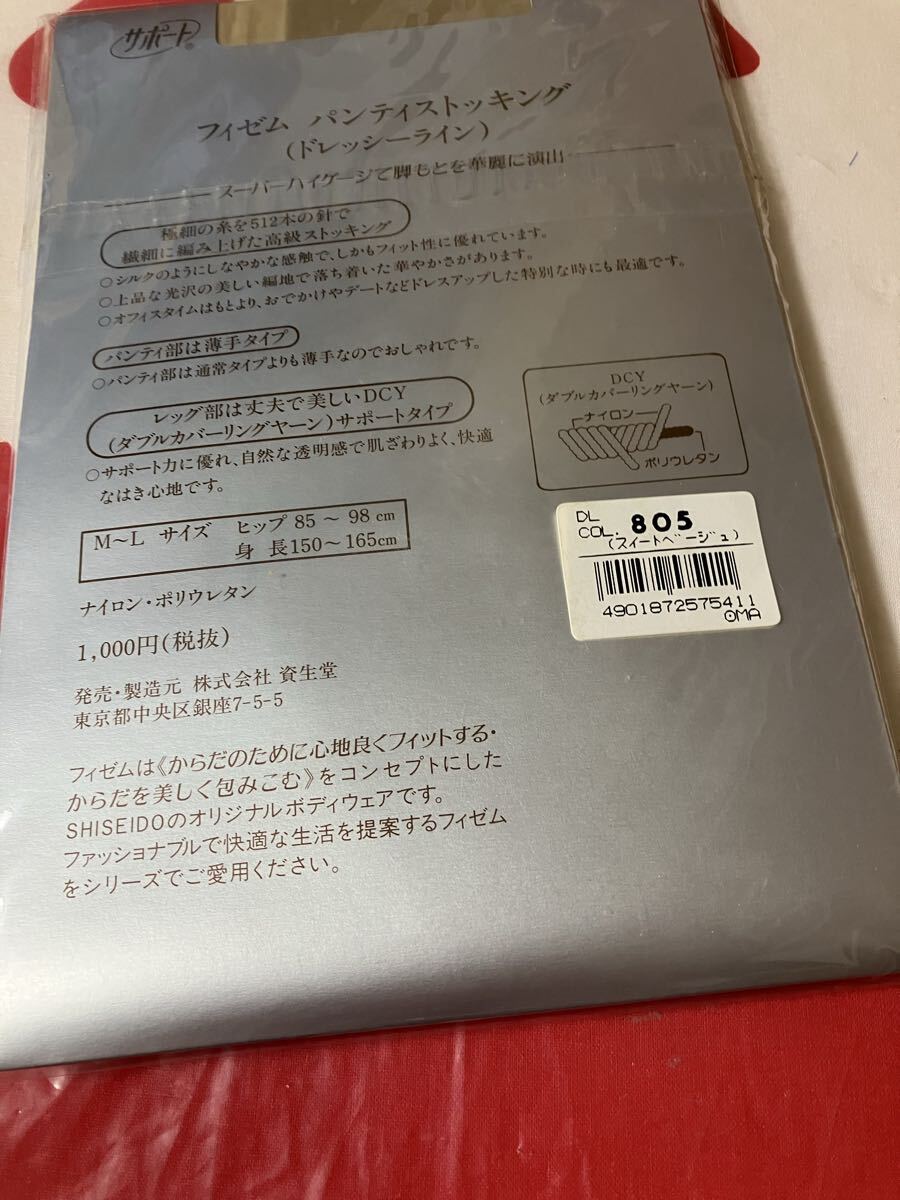 サポート®
フィゼム パンティストッキング
(ドレッシーライン)
スーパーハイゲージで脚もとを華麗に演出
極細の糸を512本の針で
繊細に編み上げた高級ストッキング
○シルクのようにしなやかな感触で、しかもフィット性に優れています。
○上品な光沢の美しい編地で落ち着いた華やかさがあります。
○オフィスタイムはもとより、おでかけやデートなどドレスアップした特別な時にも最適です。
パンティ部は薄手タイプ
○パンティ部は通常タイプよりも薄手なのでおしゃれです。
レッグ部は丈夫で美しいDCY
(ダブルカバーリングヤーン)サポートタイプ
○サポート力に優れ、自然な透明感で肌ざわりよく、快適
なはき心地です。
DCY
(ダブルカバーリングヤーン)
ナイロン
ポリウレタン
M〜L サイズ ヒップ 85 〜 98 cm
身 長 150 〜 165cm
DL
COL. 805
(スイートベージュ)
4901872575411
ⓄMA
ナイロン・ポリウレタン
1,000円(税抜)
発売・製造元 株式会社 資生堂
東京都中央区銀座7-5-5
フィゼムは《からだのために心地良くフィットする・
からだを美しく包みこむ》をコンセプトにした
SHISEIDOのオリジナルボディウェアです。
ファッショナブルで快適な生活を提案するフィゼム
をシリーズでご愛用ください。